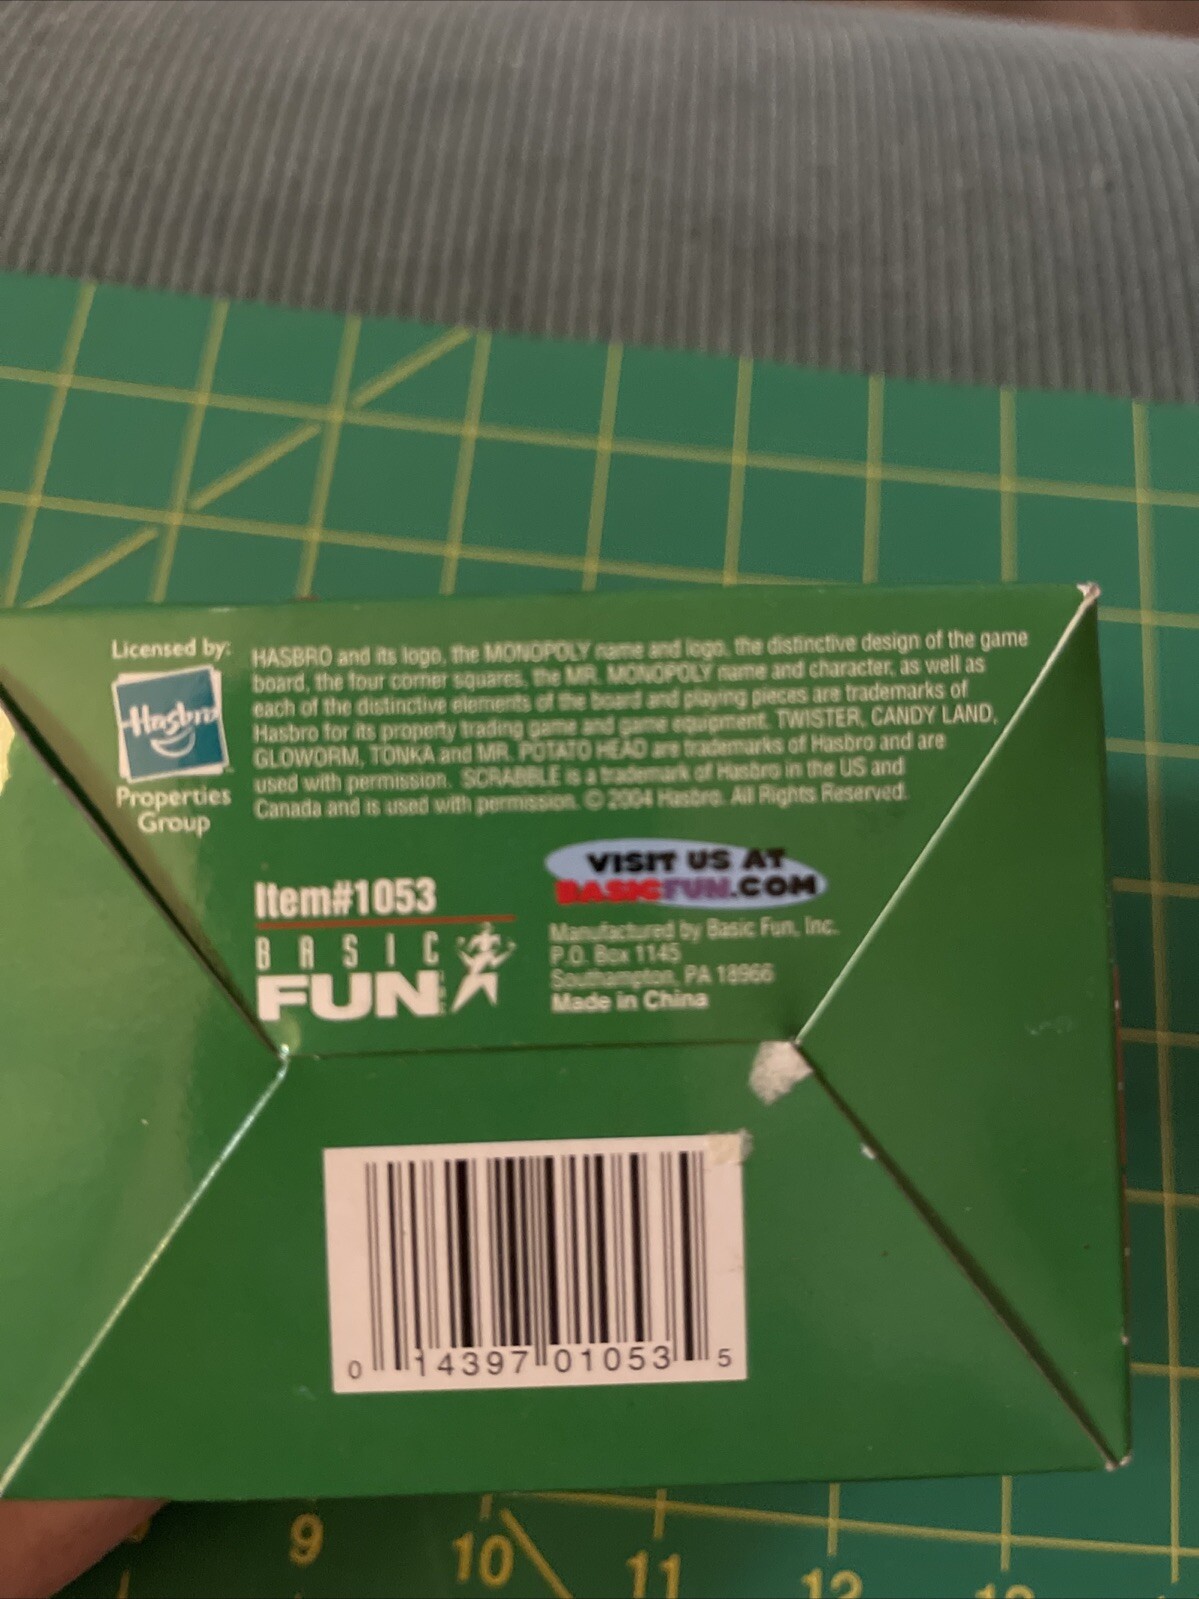 Licensed by:
Hasbro
Properties
Group
HASBRO and its logo, the MONOPOLY name and logo, the distinctive design of the game
board, the four corner squares, the MR. MONOPOLY name and character, as well as
each of the distinctive elements of the board and playing pieces are trademarks of
Hasbro for its property trading game and game equipment. TWISTER, CANDY LAND,
GLOWORM, TONKA and MR. POTATO HEAD are trademarks of Hasbro and are
used with permission. SCRABBLE is a trademark of Hasbro in the US and
Canada and is used with permission. © 2004 Hasbro. All Rights Reserved.
Item#1053
BASIC
FUN
VISIT US AT
BASICFUN.COM
Manufactured by Basic Fun, Inc.
P.O. Box 1145
Southampton, PA 18966
Made in China
0 14397 01053 5
9 10 11 12